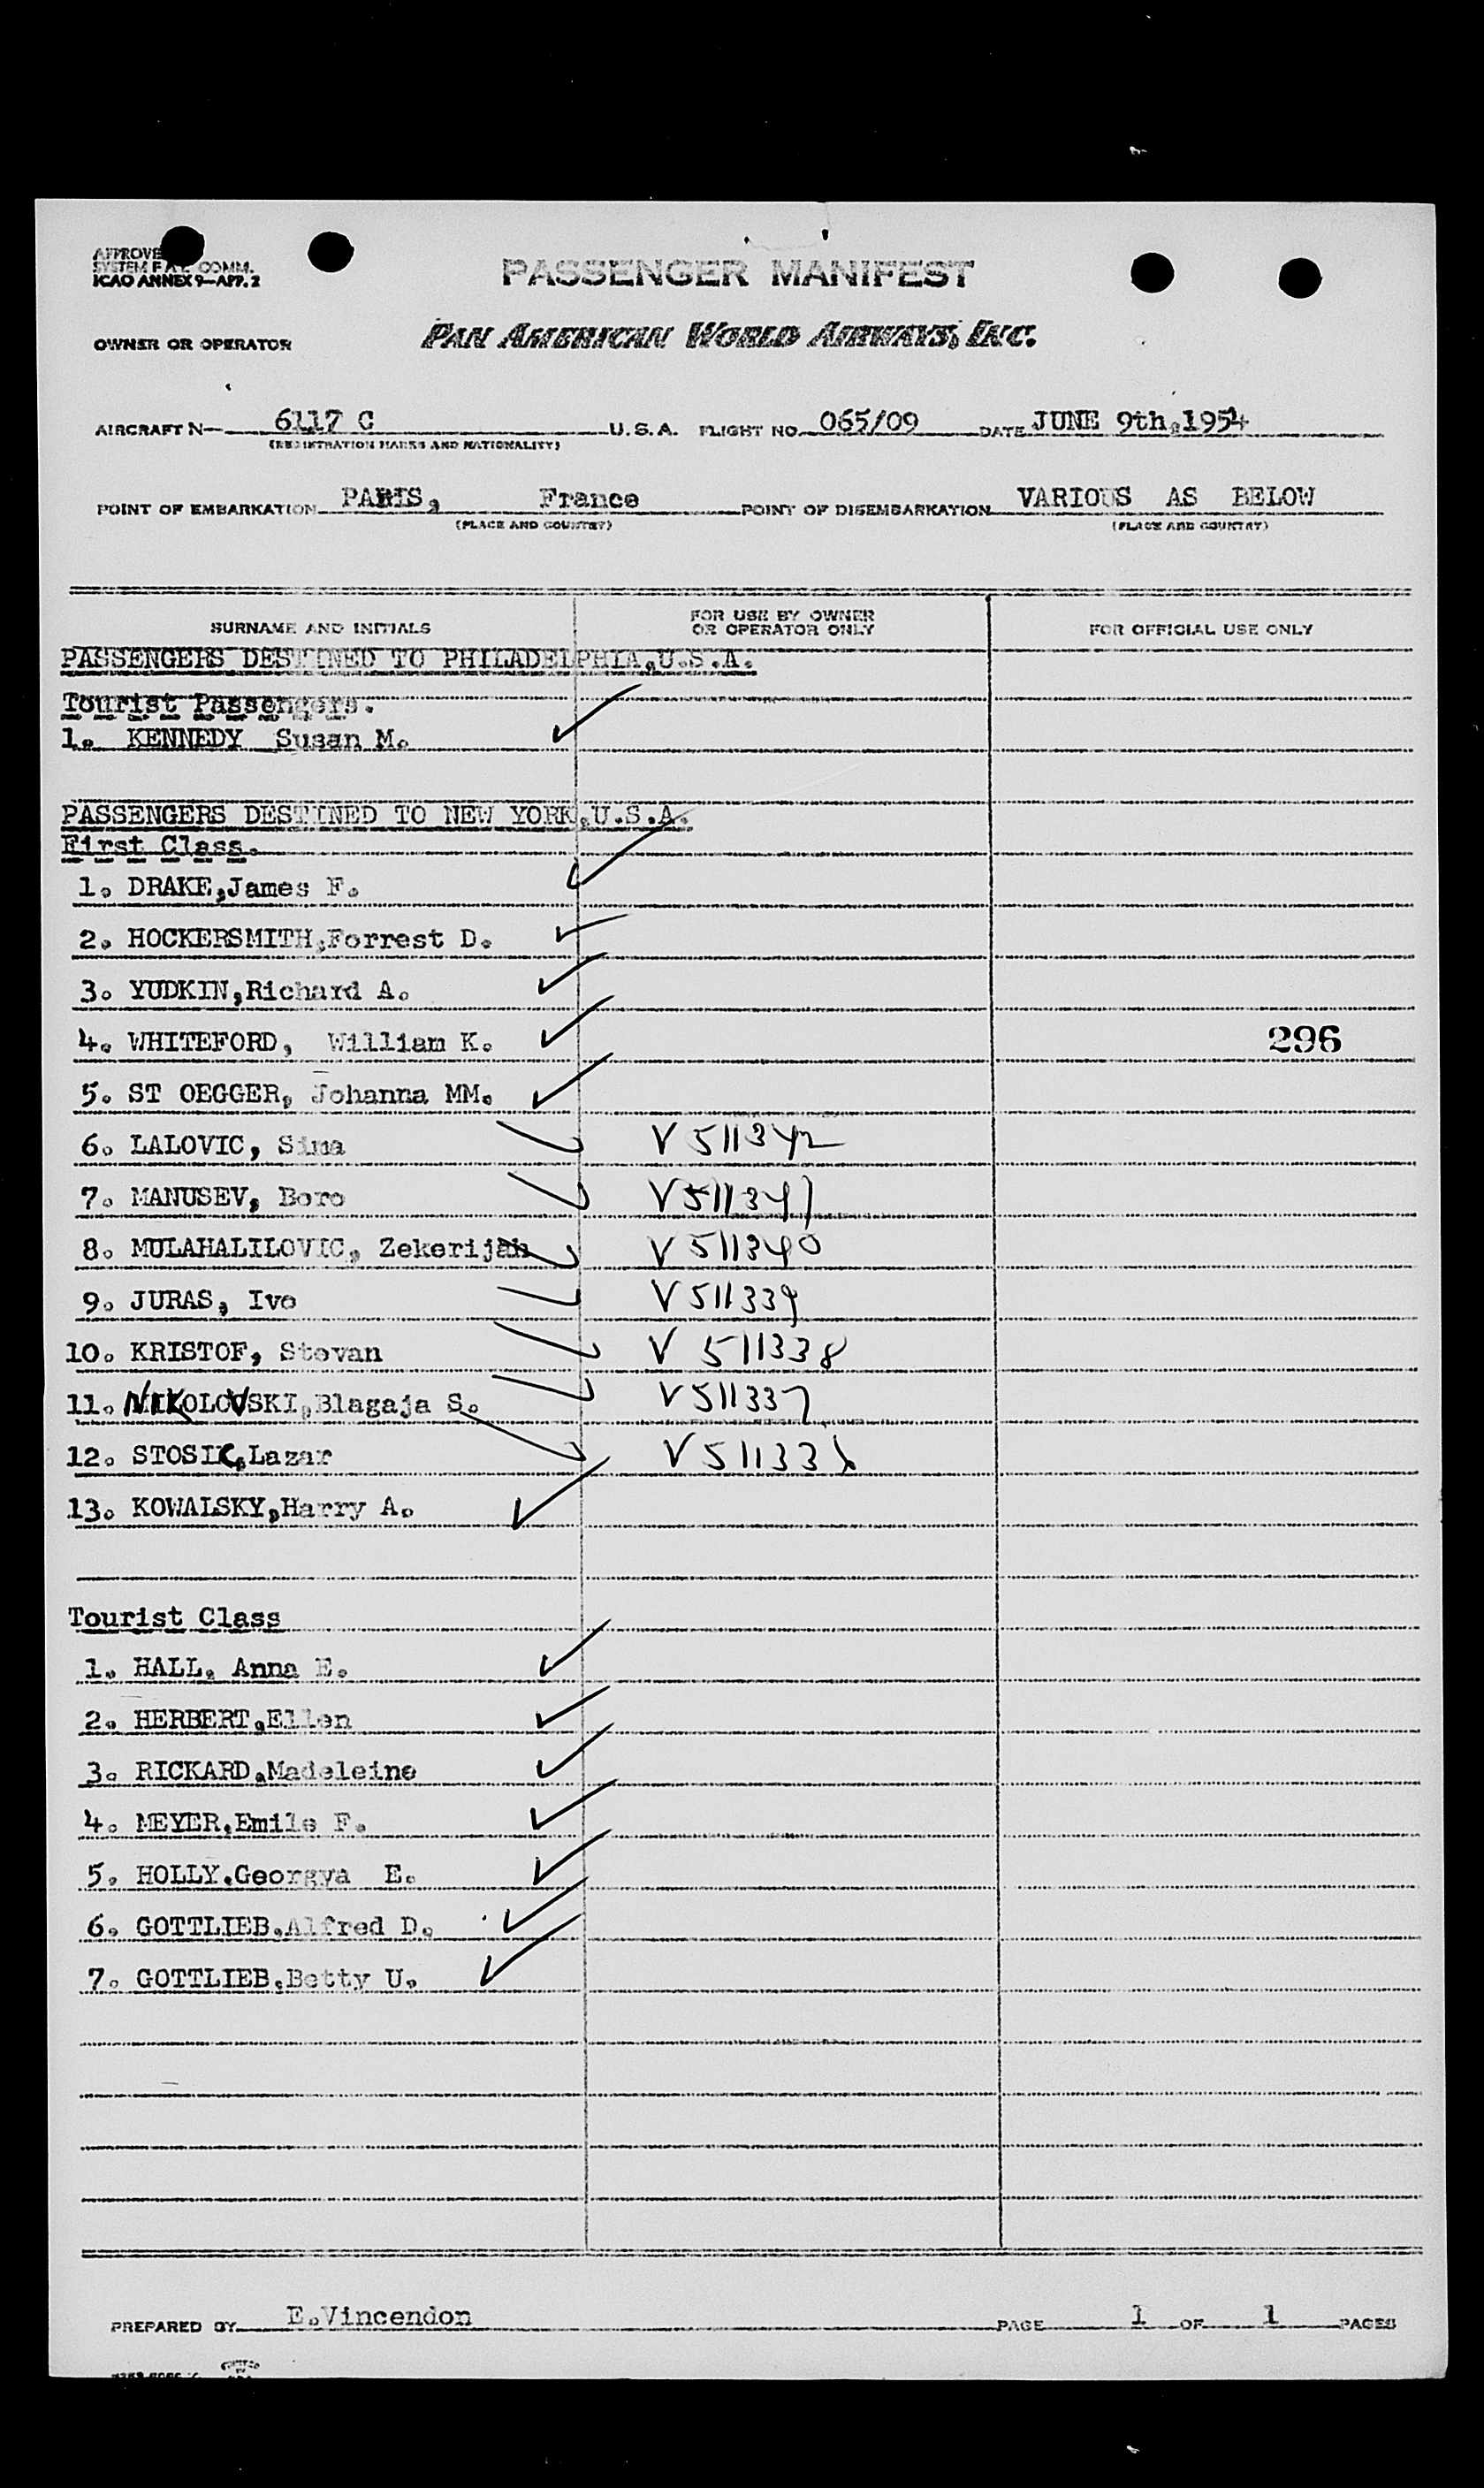 PASSENGER MANIFEST
ICAO ANNEX 9—APP. 2
OWNER OR OPERATOR
PAN AMERICAN WORLD AIRWAYS, INC.
AIRCRAFT N— 6117 C U.S.A. FLIGHT NO. 065/09 DATE JUNE 9th,1954
(REGISTRATION MARKS AND NATIONALITY)
POINT OF EMBARKATION PARIS, France POINT OF DISEMBARKATION VARIOUS AS BELOW
(PLACE AND COUNTRY) (PLACE AND COUNTRY)
SURNAME AND INITIALS
FOR USE BY OWNER
OR OPERATOR ONLY
FOR OFFICIAL USE ONLY
PASSENGERS DESTINED TO PHILADELPHIA,U.S.A.
Tourist Passengers.
1. KENNEDY Susan M.
PASSENGERS DESTINED TO NEW YORK,U.S.A.
First Class.
1. DRAKE,James F.
2. HOCKERSMITH,Forrest D.
3. YUDKIN,Richard A.
4. WHITEFORD, William K. 296
5. ST OEGGER, Johanna MM.
6. LALOVIC, Sima V 511342
7. MANUSEV, Boro V511341
8. MULAHALILOVIC, Zekerijah V 511340
9. JURAS, Ivo V 511339
10. KRISTOF, Stevan V 511338
11. NIKOLOVSKI,Blagaja S. V 511337
12. STOSIC,Lazar V 511336
13. KOWALSKY,Harry A.
Tourist Class
1. HALL, Anna E.
2. HERBERT,Ellen
3. RICKARD,Madeleine
4. MEYER,Emile F.
5. HOLLY.Georgya E.
6. GOTTLIEB,Alfred D.
7. GOTTLIEB,Betty U.
PREPARED BY E.Vincendon PAGE 1 OF 1 PAGES